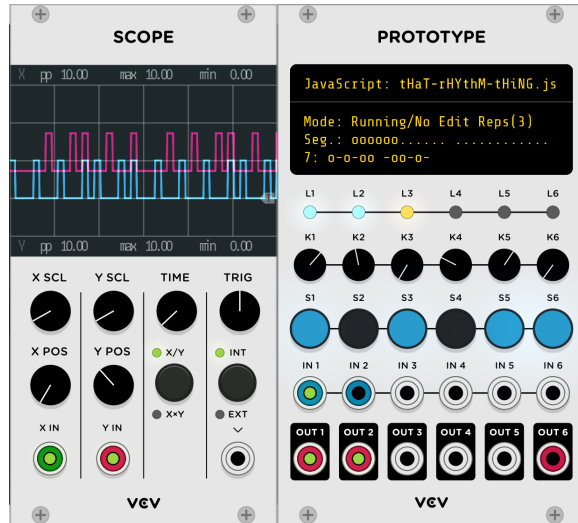 SCOPE
X pp 10.00 max 10.00 min 0.00
T
Y pp 10.00 max 10.00 min 0.00
X SCL Y SCL TIME TRIG
X POS Y POS X/Y INT
X×Y EXT
X IN Y IN
VCV
PROTOTYPE
JavaScript: tHaT-rHYthM-tHiNG.js
Mode: Running/No Edit Reps(3)
Seg.: oooooo...... ............
7: o-o-oo -oo-o-
L1 L2 L3 L4 L5 L6
K1 K2 K3 K4 K5 K6
S1 S2 S3 S4 S5 S6
IN 1 IN 2 IN 3 IN 4 IN 5 IN 6
OUT 1 OUT 2 OUT 3 OUT 4 OUT 5 OUT 6
VCV